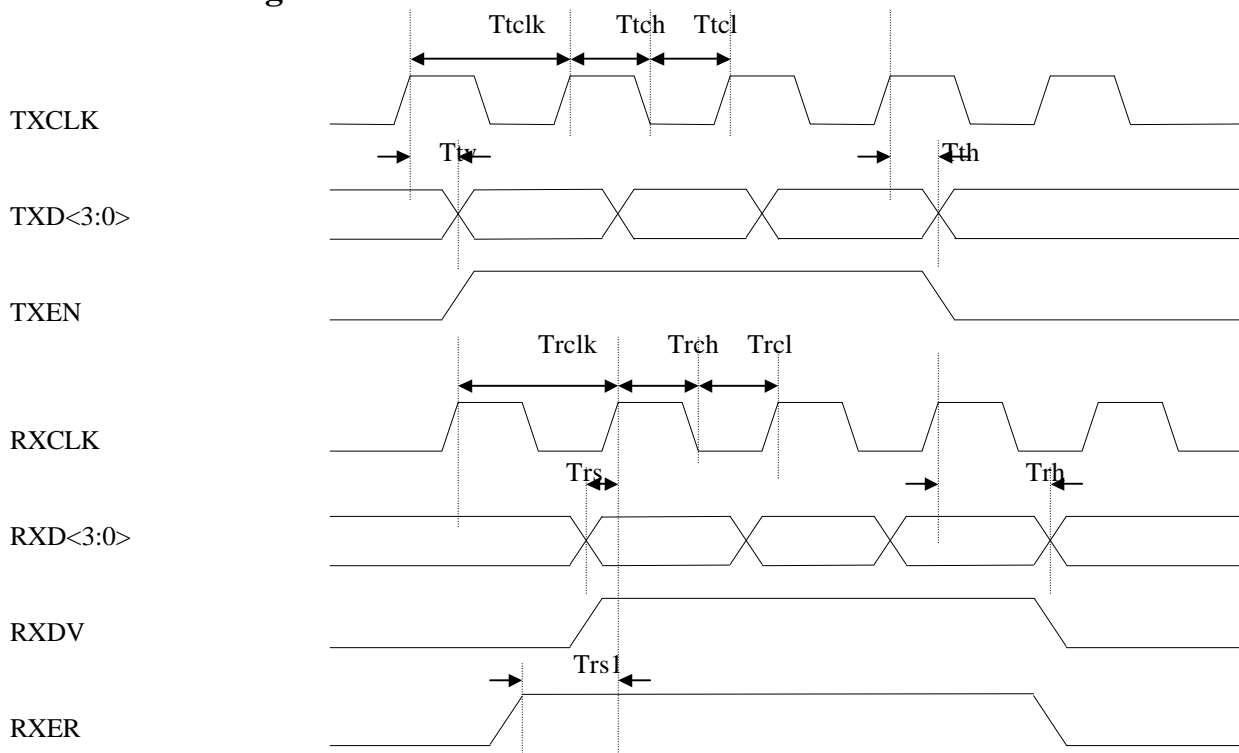 Ttclk Ttch Ttcl
TXCLK
Ttv Tth
TXD<3:0>
TXEN
Trclk Trch Trcl
RXCLK
Trs Trh
RXD<3:0>
RXDV
Trs1
RXER